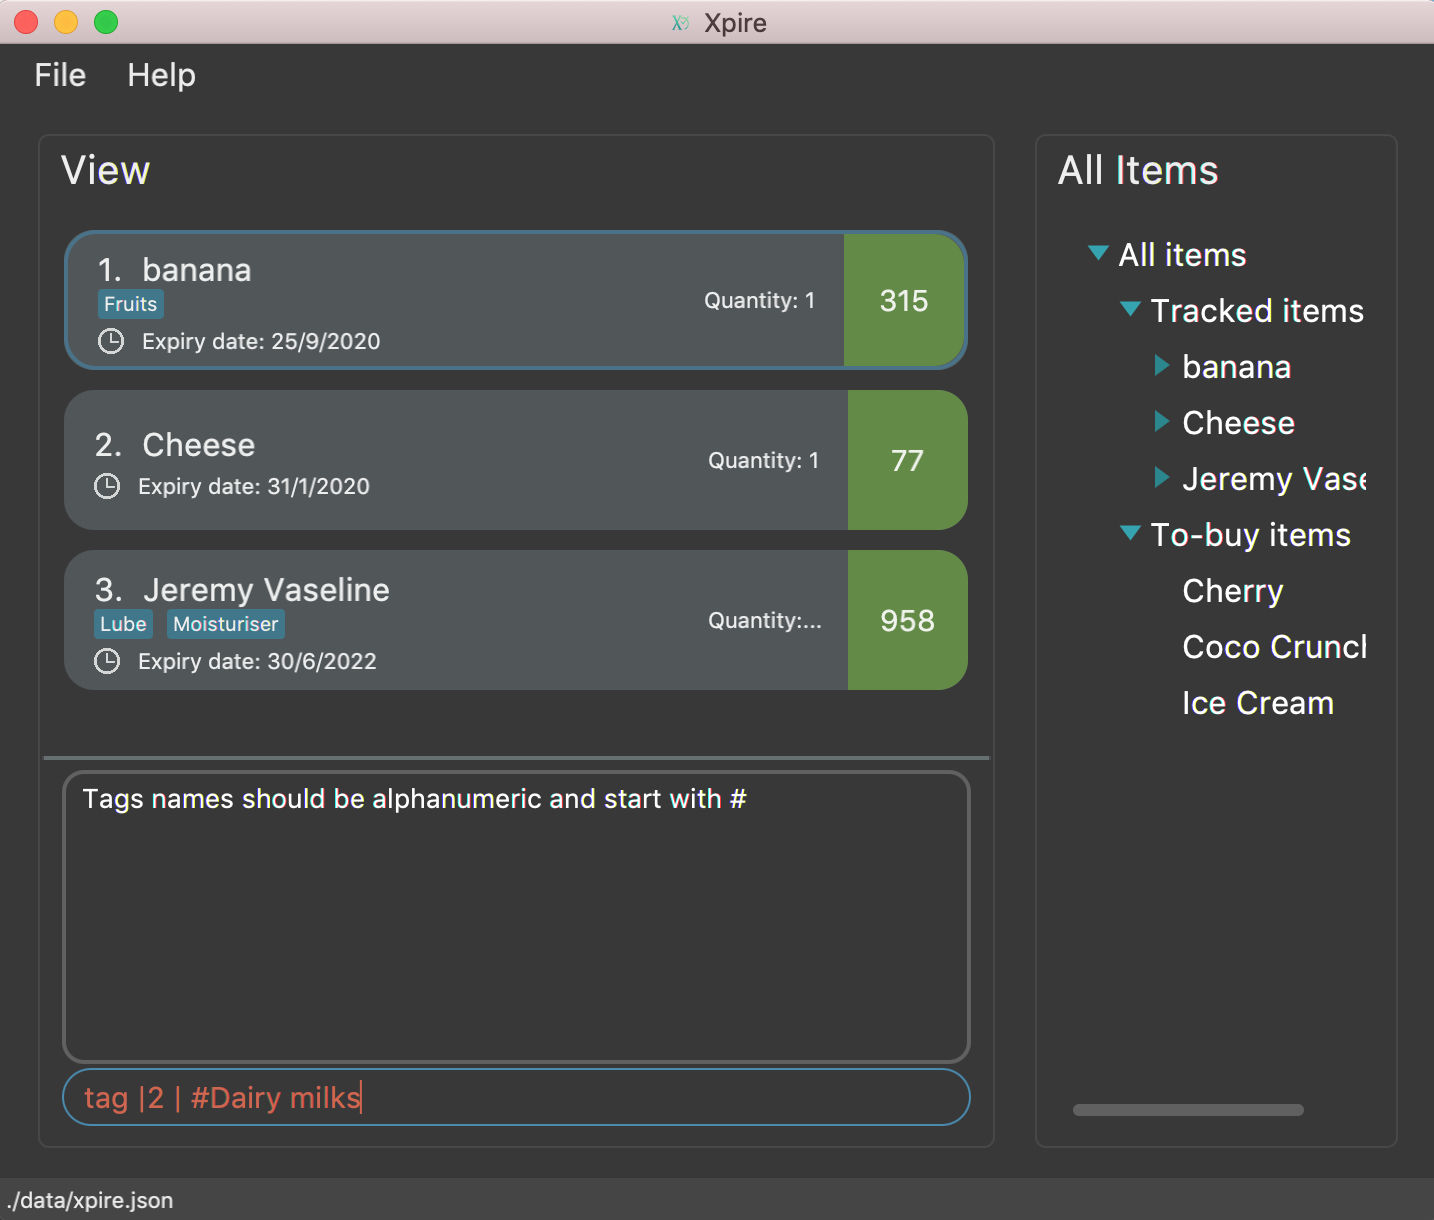 Xpire
File Help
View
1. banana
Fruits
Expiry date: 25/9/2020
Quantity: 1
315
2. Cheese
Expiry date: 31/1/2020
Quantity: 1
77
3. Jeremy Vaseline
Lube Moisturiser
Expiry date: 30/6/2022
Quantity:...
958
Tags names should be alphanumeric and start with #
tag |2 | #Dairy milks
All Items
All items
Tracked items
banana
Cheese
Jeremy Vase
To-buy items
Cherry
Coco Crunch
Ice Cream
./data/xpire.json